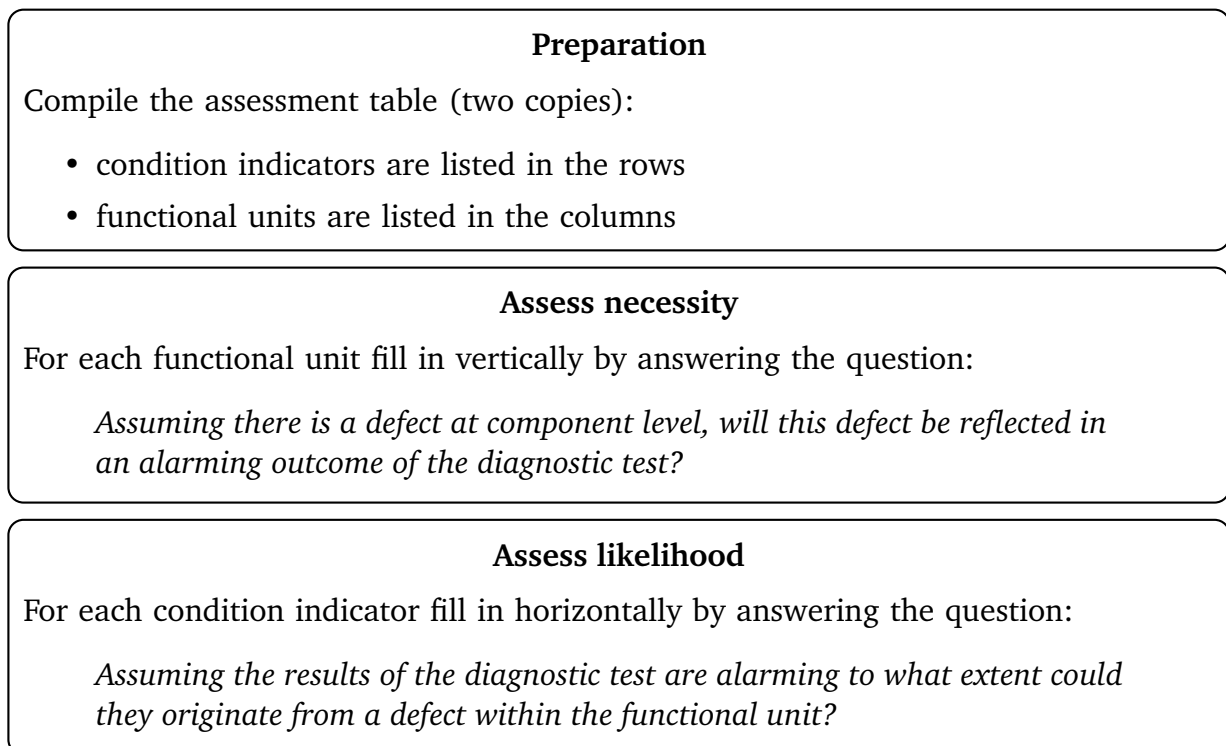 Preparation
Compile the assessment table (two copies):
• condition indicators are listed in the rows
• functional units are listed in the columns
Assess necessity
For each functional unit fill in vertically by answering the question:
Assuming there is a defect at component level, will this defect be reflected in
an alarming outcome of the diagnostic test?
Assess likelihood
For each condition indicator fill in horizontally by answering the question:
Assuming the results of the diagnostic test are alarming to what extent could
they originate from a defect within the functional unit?